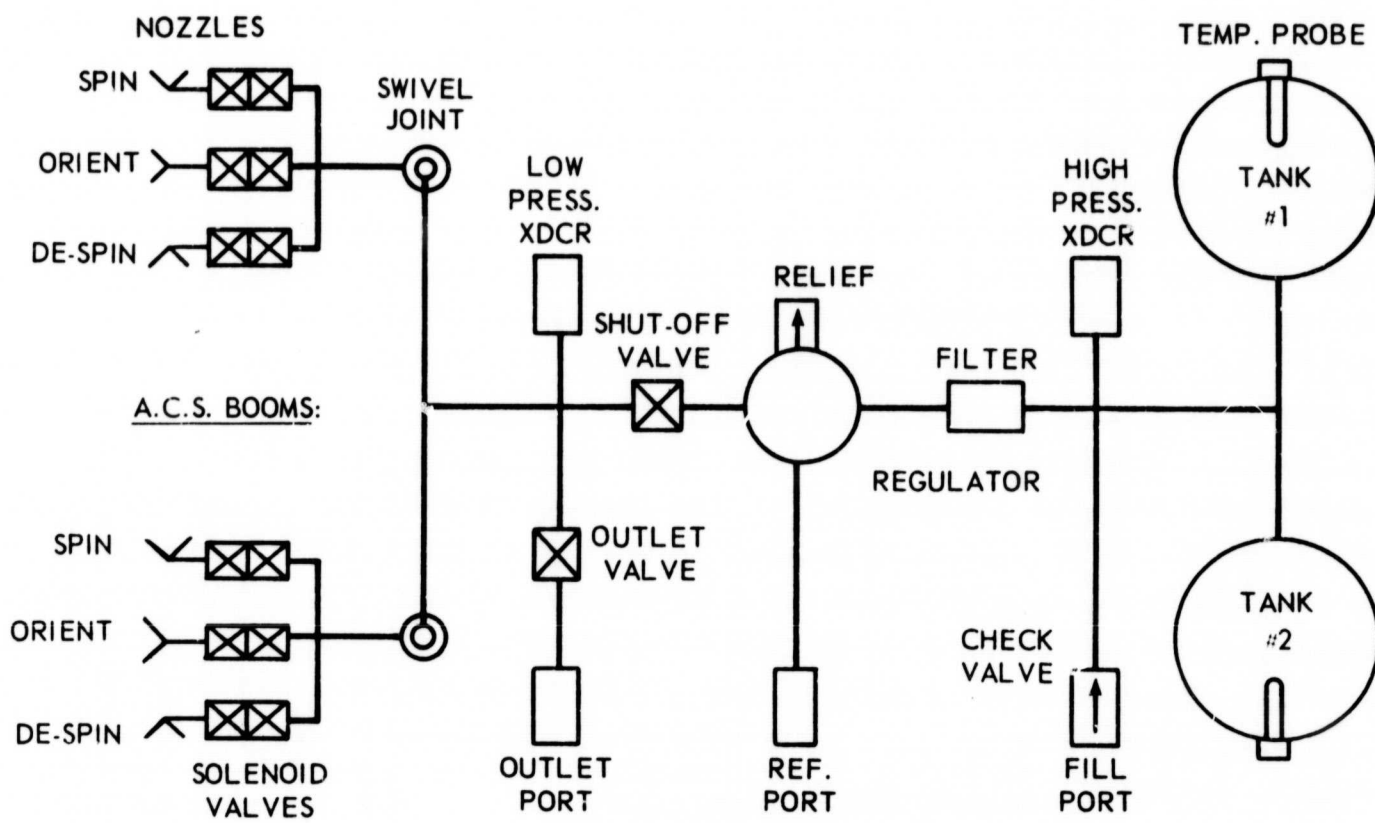 NOZZLES
SPIN
ORIENT
DE-SPIN
SWIVEL
JOINT
LOW
PRESS.
XDCR
SHUT-OFF
VALVE
RELIEF
FILTER
HIGH
PRESS.
XDCR
TEMP. PROBE
TANK
#1
A.C.S. BOOMS:
REGULATOR
SPIN
ORIENT
DE-SPIN
SOLENOID
VALVES
OUTLET
VALVE
OUTLET
PORT
REF.
PORT
CHECK
VALVE
FILL
PORT
TANK
#2